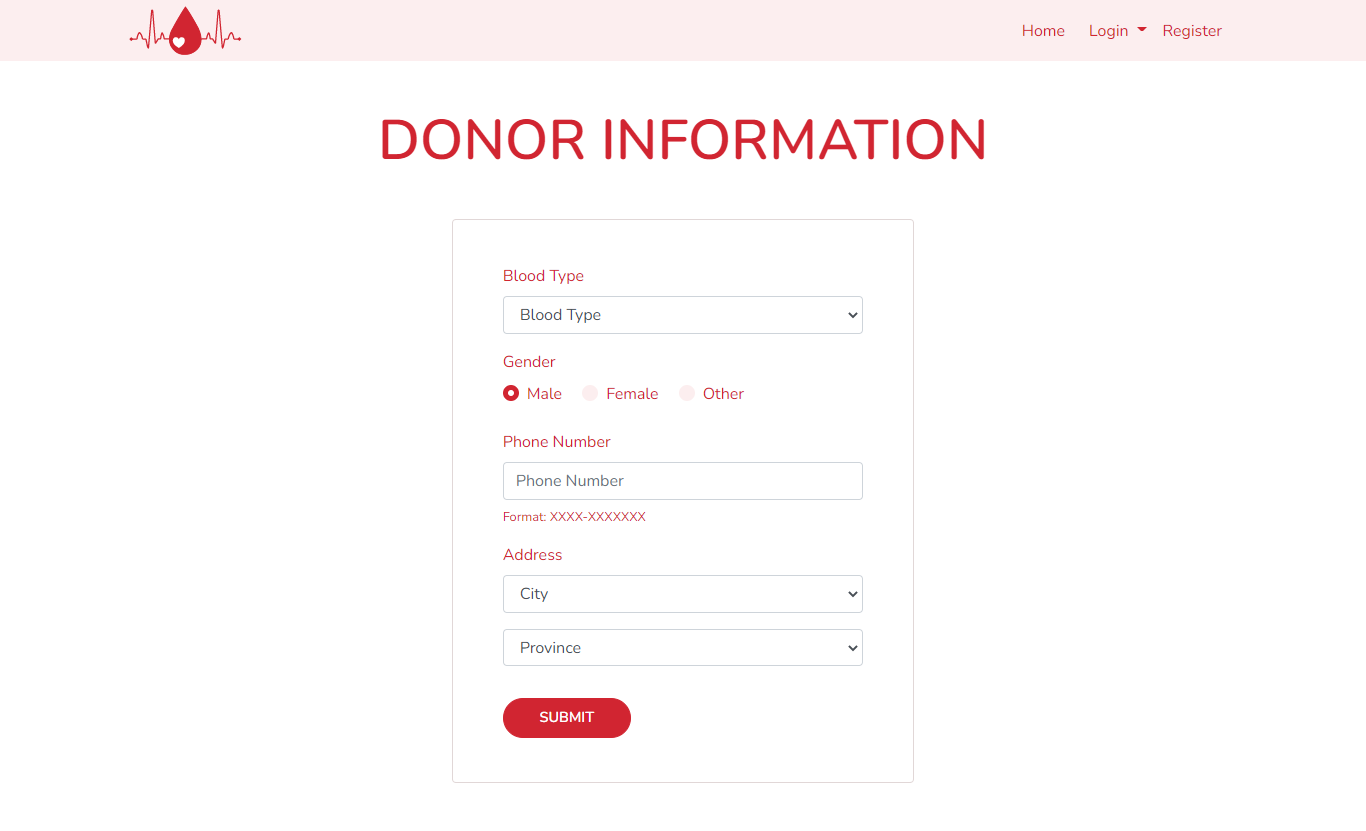 Home Login Register
DONOR INFORMATION
Blood Type
Blood Type
Gender
Male Female Other
Phone Number
Phone Number
Format: XXXX-XXXXXXX
Address
City
Province
SUBMIT